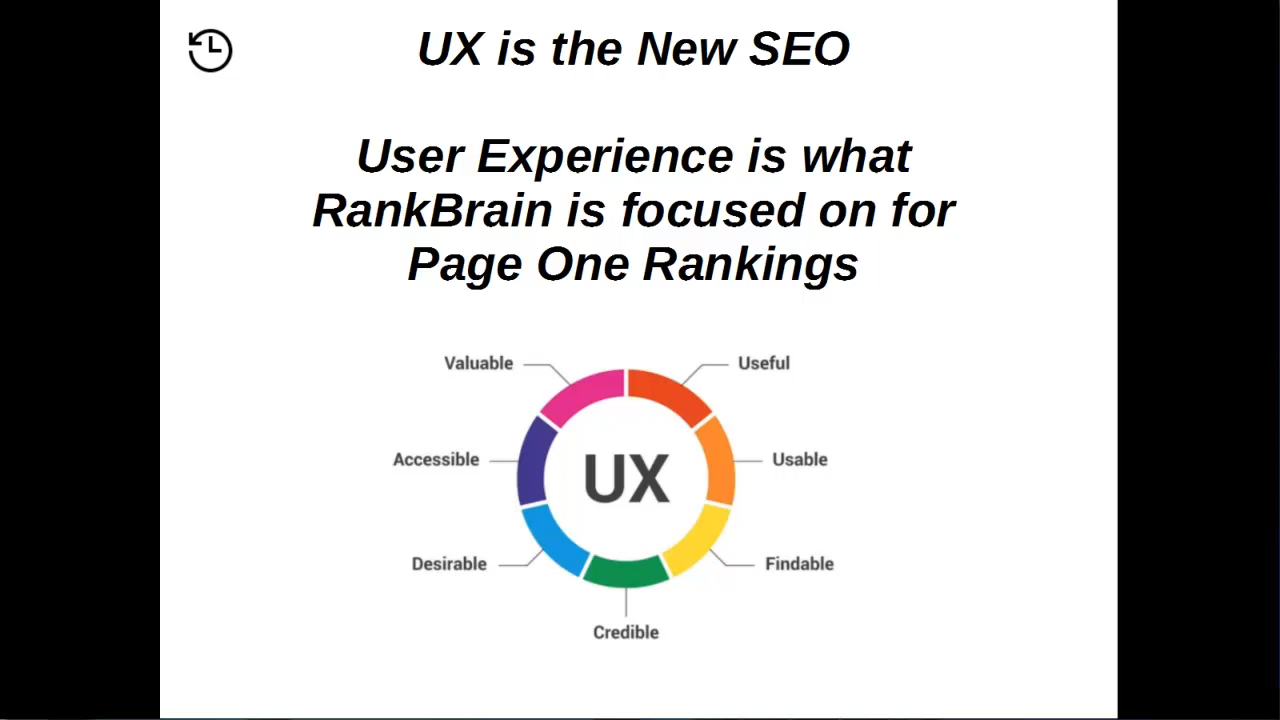 UX is the New SEO
User Experience is what
RankBrain is focused on for
Page One Rankings
Valuable
Useful
Accessible
UX
Usable
Desirable
Findable
Credible